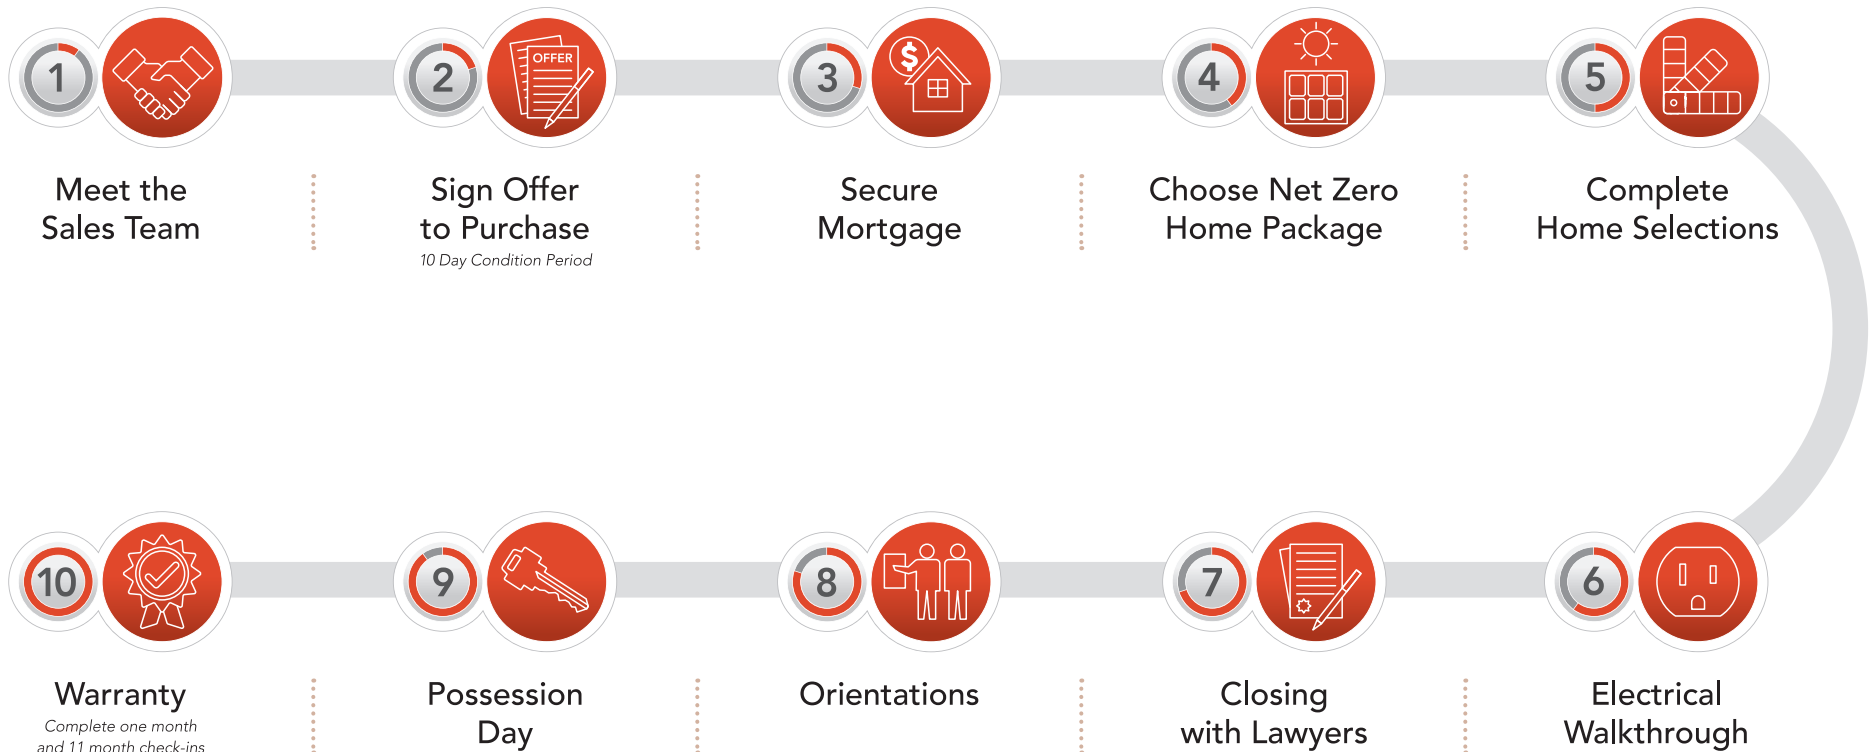 1
Meet the
Sales Team
2
OFFER
Sign Offer
to Purchase
10 Day Condition Period
3
$
Secure
Mortgage
4
Choose Net Zero
Home Package
5
Complete
Home Selections
6
Electrical
Walkthrough
7
Closing
with Lawyers
8
Orientations
9
Possession
Day
10
Warranty
Complete one month
and 11 month check-ins